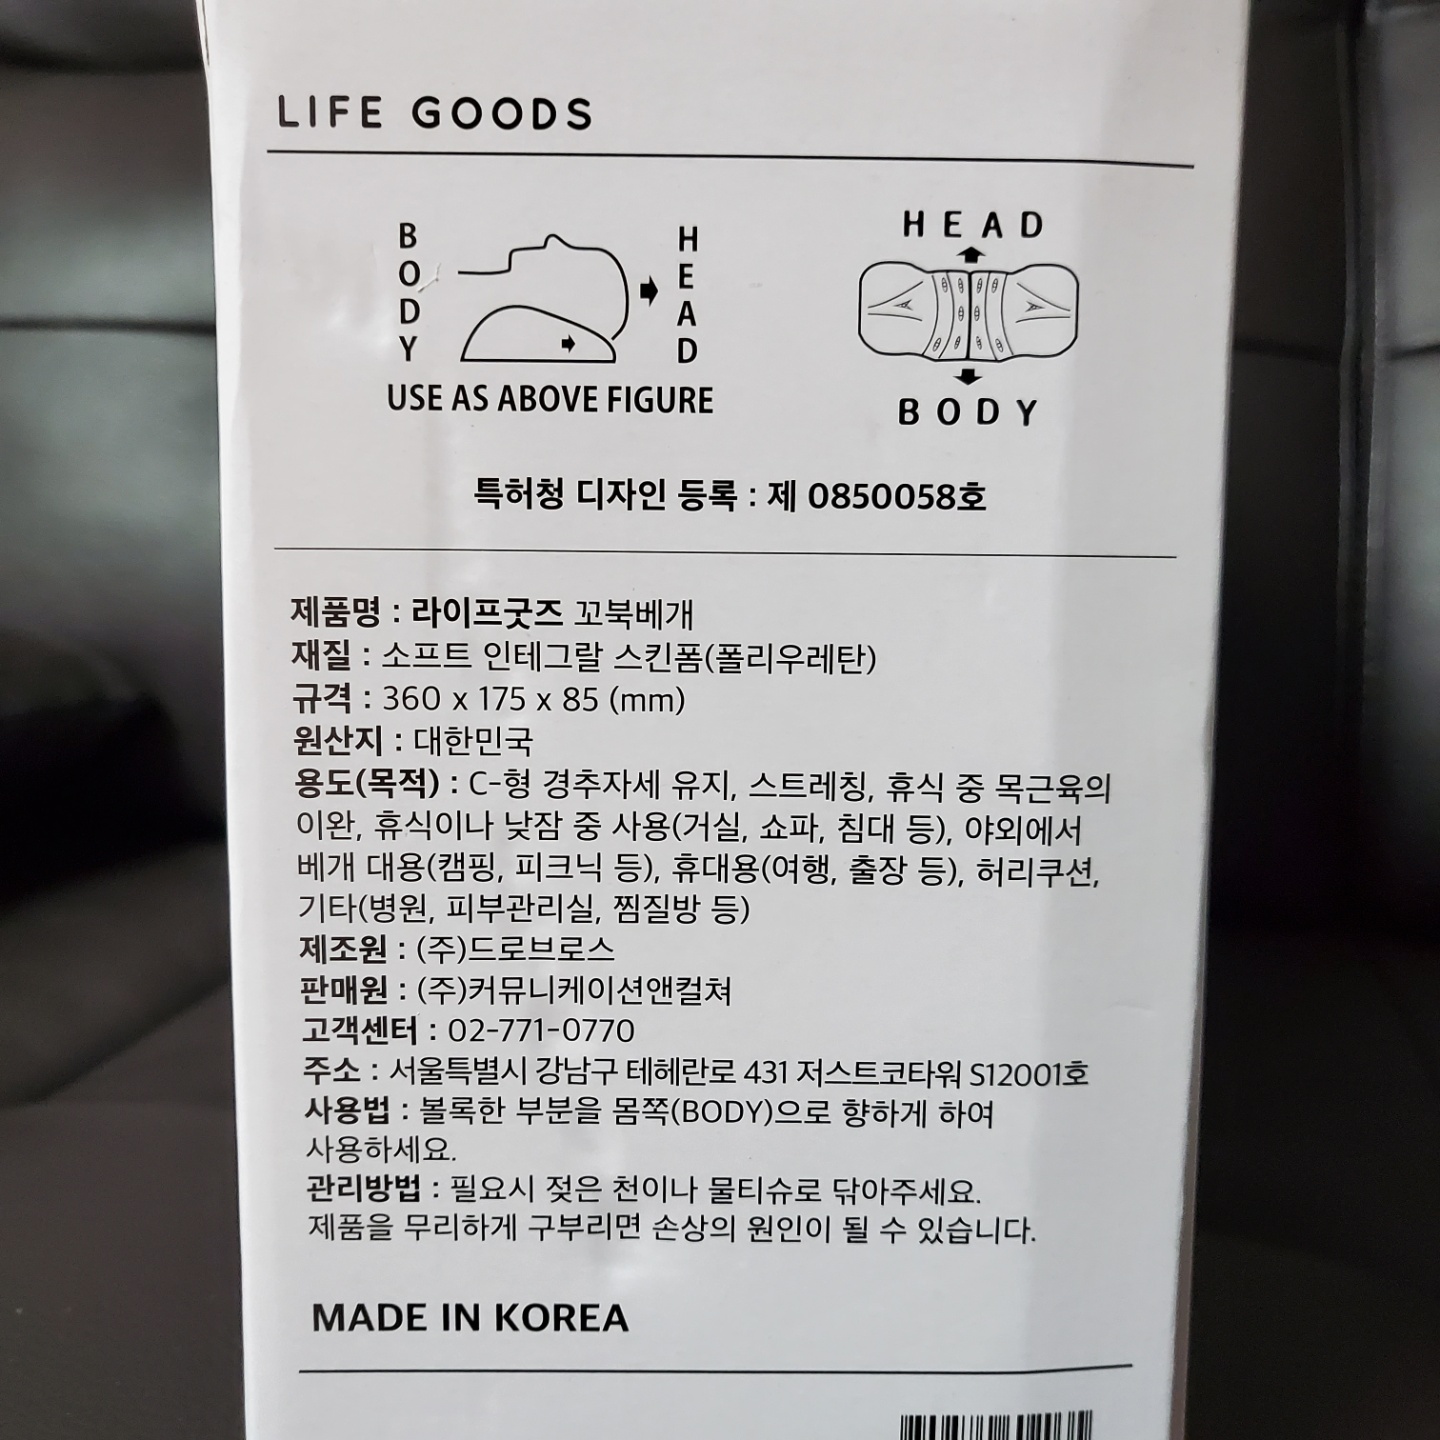 LIFE GOODS
BODY
HEAD
USE AS ABOVE FIGURE
HEAD
BODY
특허청 디자인 등록 : 제 0850058호
제품명 : 라이프굿즈 꼬북베개
재질 : 소프트 인테그랄 스킨폼(폴리우레탄)
규격 : 360 x 175 x 85 (mm)
원산지 : 대한민국
용도(목적) : C-형 경추자세 유지, 스트레칭, 휴식 중 목근육의
이완, 휴식이나 낮잠 중 사용(거실, 쇼파, 침대 등), 야외에서
베개 대용(캠핑, 피크닉 등), 휴대용(여행, 출장 등), 허리쿠션,
기타(병원, 피부관리실, 찜질방 등)
제조원 : (주)드로브로스
판매원 : (주)커뮤니케이션앤컬쳐
고객센터 : 02-771-0770
주소 : 서울특별시 강남구 테헤란로 431 저스트코타워 S12001호
사용법 : 볼록한 부분을 몸쪽(BODY)으로 향하게 하여
사용하세요.
관리방법 : 필요시 젖은 천이나 물티슈로 닦아주세요.
제품을 무리하게 구부리면 손상의 원인이 될 수 있습니다.
MADE IN KOREA